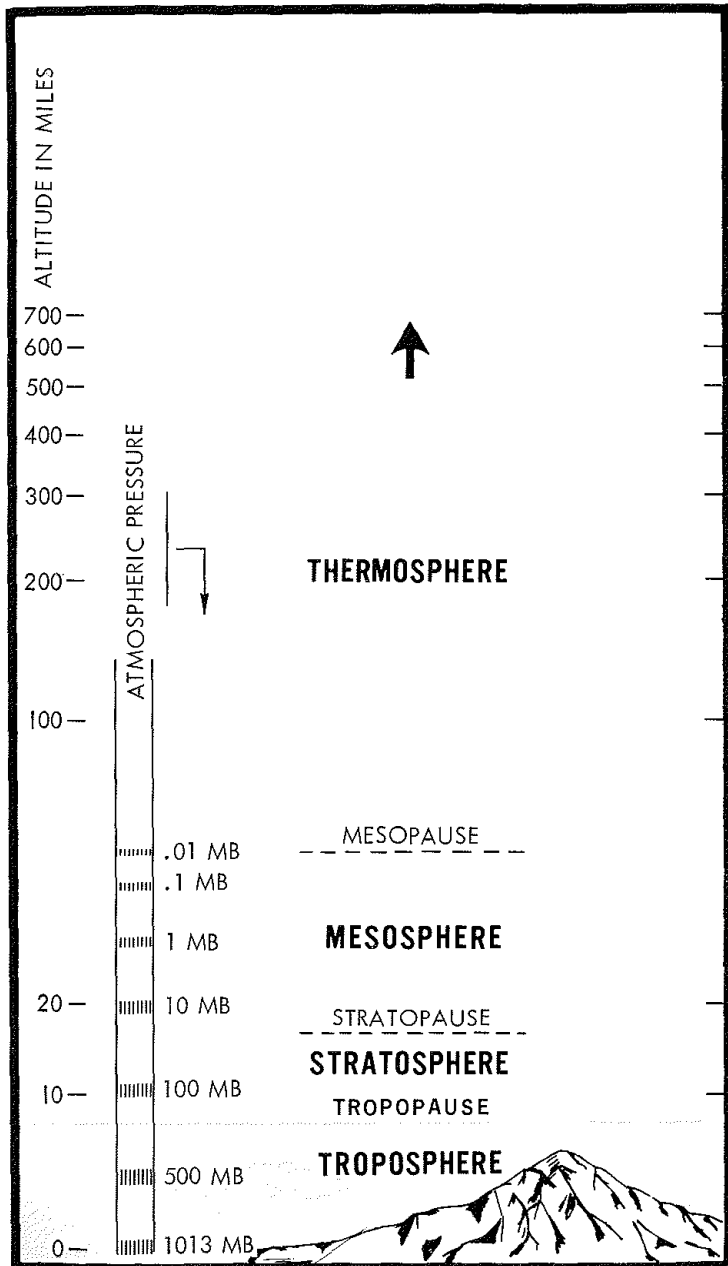 ALTITUDE IN MILES
700
600
500
400
300
200
100
20
10
0
ATMOSPHERIC PRESSURE
.01 MB
.1 MB
1 MB
10 MB
100 MB
500 MB
1013 MB
THERMOSPHERE
MESOPAUSE
MESOSPHERE
STRATOPAUSE
STRATOSPHERE
TROPOPAUSE
TROPOSPHERE